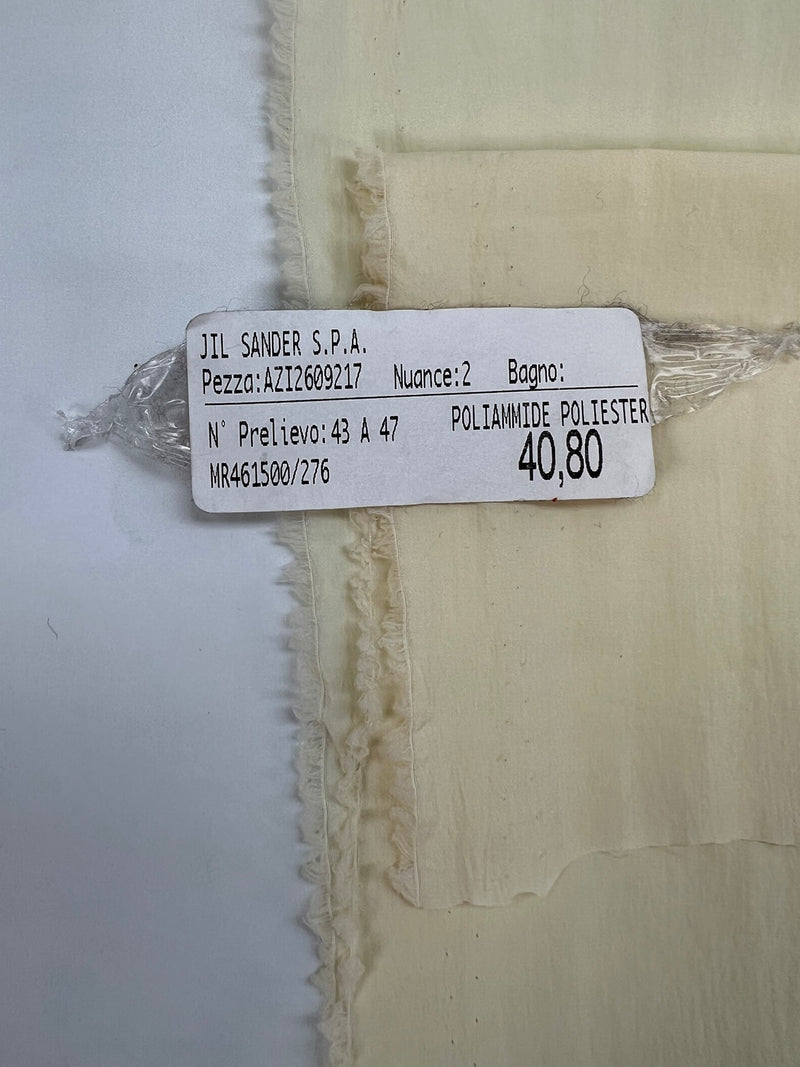 JIL SANDER S.P.A.
Pezza:AZI2609217 Nuance:2 Bagno:
N° Prelievo:43 A 47 POLIAMMIDE POLIESTER
MR461500/276 40,80